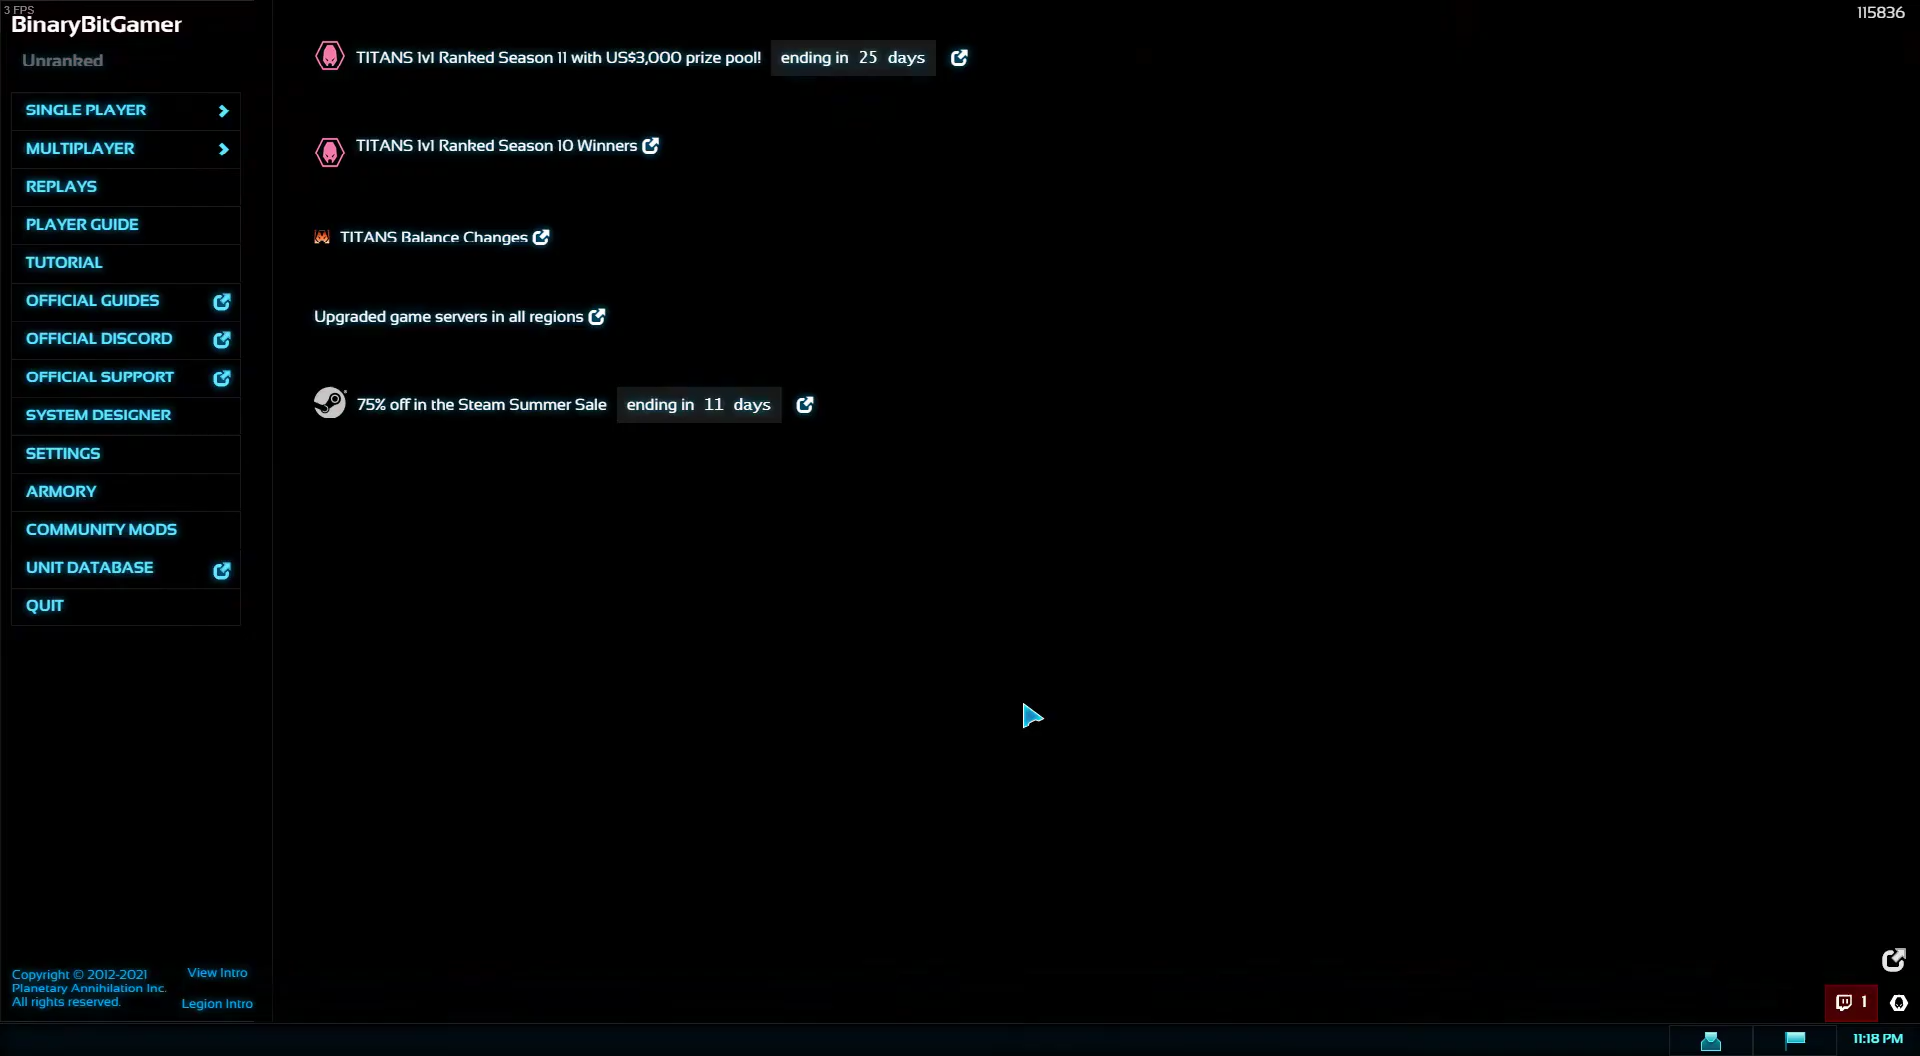 3 FPS
BinaryBitGamer
115836
Unranked
SINGLE PLAYER
MULTIPLAYER
REPLAYS
PLAYER GUIDE
TUTORIAL
OFFICIAL GUIDES
OFFICIAL DISCORD
OFFICIAL SUPPORT
SYSTEM DESIGNER
SETTINGS
ARMORY
COMMUNITY MODS
UNIT DATABASE
QUIT
TITANS 1v1 Ranked Season 11 with US$3,000 prize pool! ending in 25 days
TITANS 1v1 Ranked Season 10 Winners
TITANS Balance Changes
Upgraded game servers in all regions
75% off in the Steam Summer Sale ending in 11 days
Copyright © 2012-2021
Planetary Annihilation Inc.
All rights reserved.
View Intro
Legion Intro
1
11:18 PM